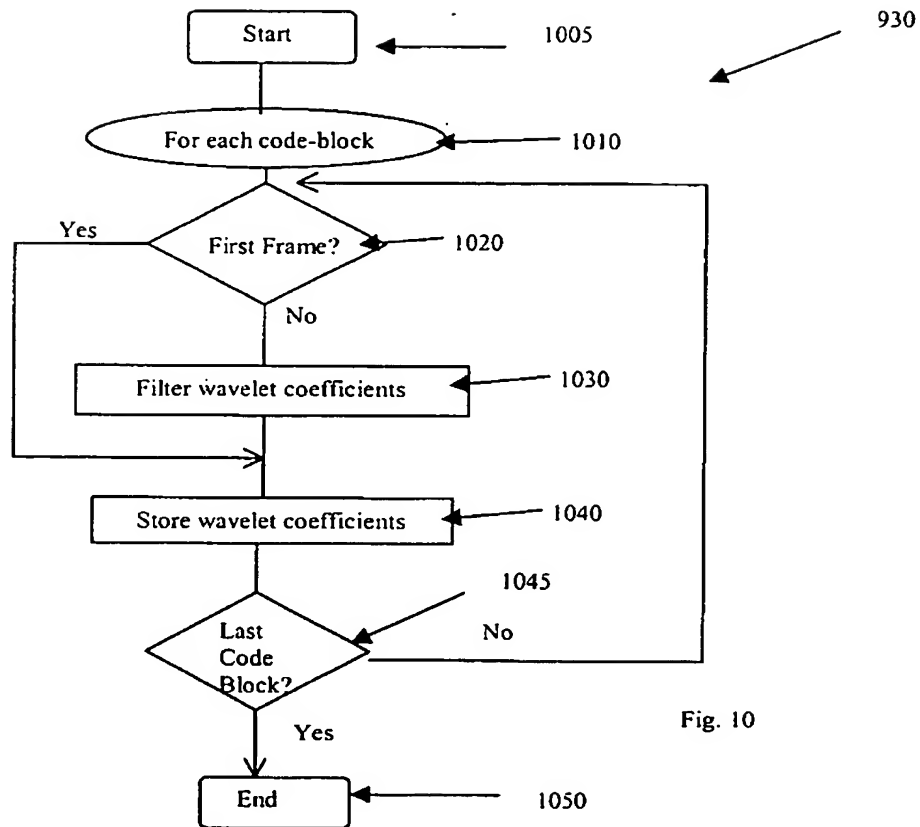 930
Start
1005
For each code-block
1010
Yes
First Frame?
1020
No
Filter wavelet coefficients
1030
Store wavelet coefficients
1040
1045
Last
Code
Block?
No
Yes
Fig. 10
End
1050